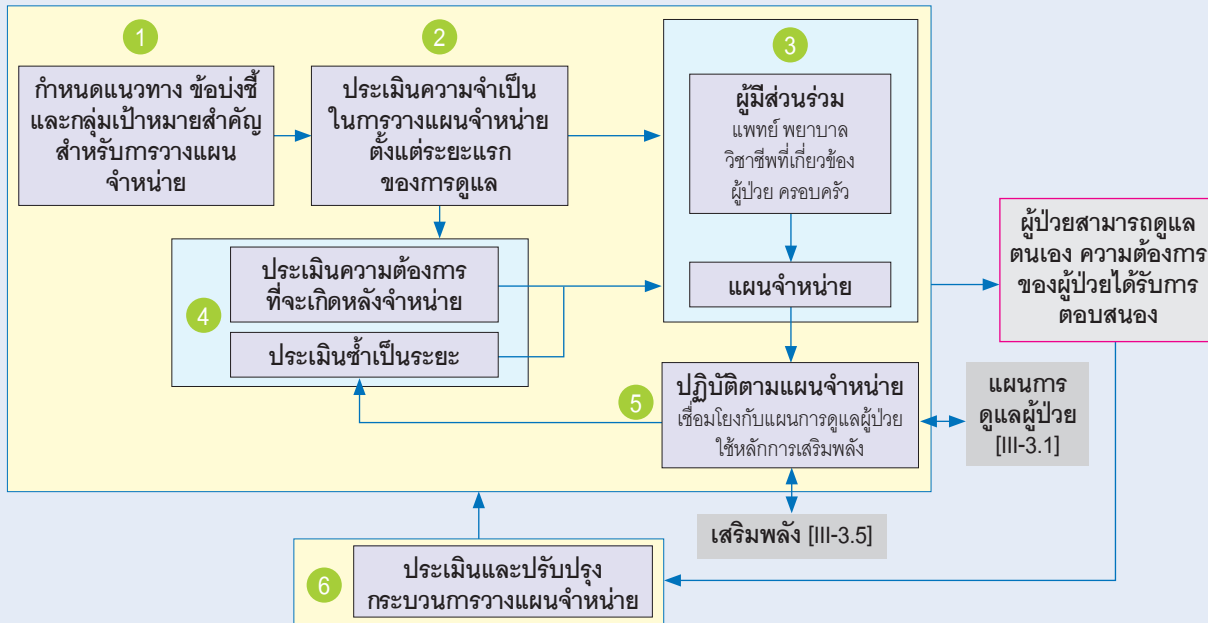 1
กำหนดแนวทาง ข้อบ่งชี้
และกลุ่มเป้าหมายสำคัญ
สำหรับการวางแผน
จำหน่าย
2
ประเมินความจำเป็น
ในการวางแผนจำหน่าย
ตั้งแต่ระยะแรก
ของการดูแล
3
ผู้มีส่วนร่วม
แพทย์ พยาบาล
วิชาชีพที่เกี่ยวข้อง
ผู้ป่วย ครอบครัว
แผนจำหน่าย
4
ประเมินความต้องการ
ที่จะเกิดหลังจำหน่าย
ประเมินซ้ำเป็นระยะ
5
ปฏิบัติตามแผนจำหน่าย
เชื่อมโยงกับแผนการดูแลผู้ป่วย
ใช้หลักการเสริมพลัง
ผู้ป่วยสามารถดูแล
ตนเอง ความต้องการ
ของผู้ป่วยได้รับการ
ตอบสนอง
แผนการ
ดูแลผู้ป่วย
[III-3.1]
เสริมพลัง [III-3.5]
6
ประเมินและปรับปรุง
กระบวนการวางแผนจำหน่าย